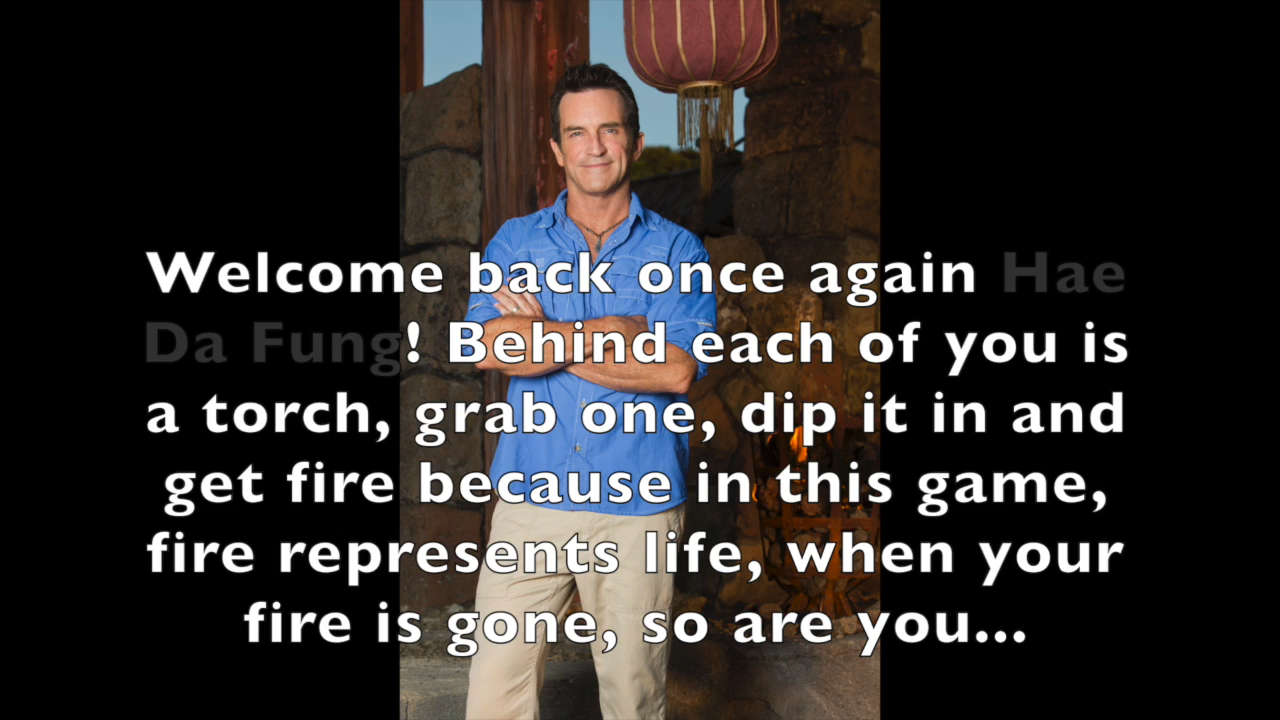 Welcome back once again Hae
Da Fung! Behind each of you is
a torch, grab one, dip it in and
get fire because in this game,
fire represents life, when your
fire is gone, so are you...